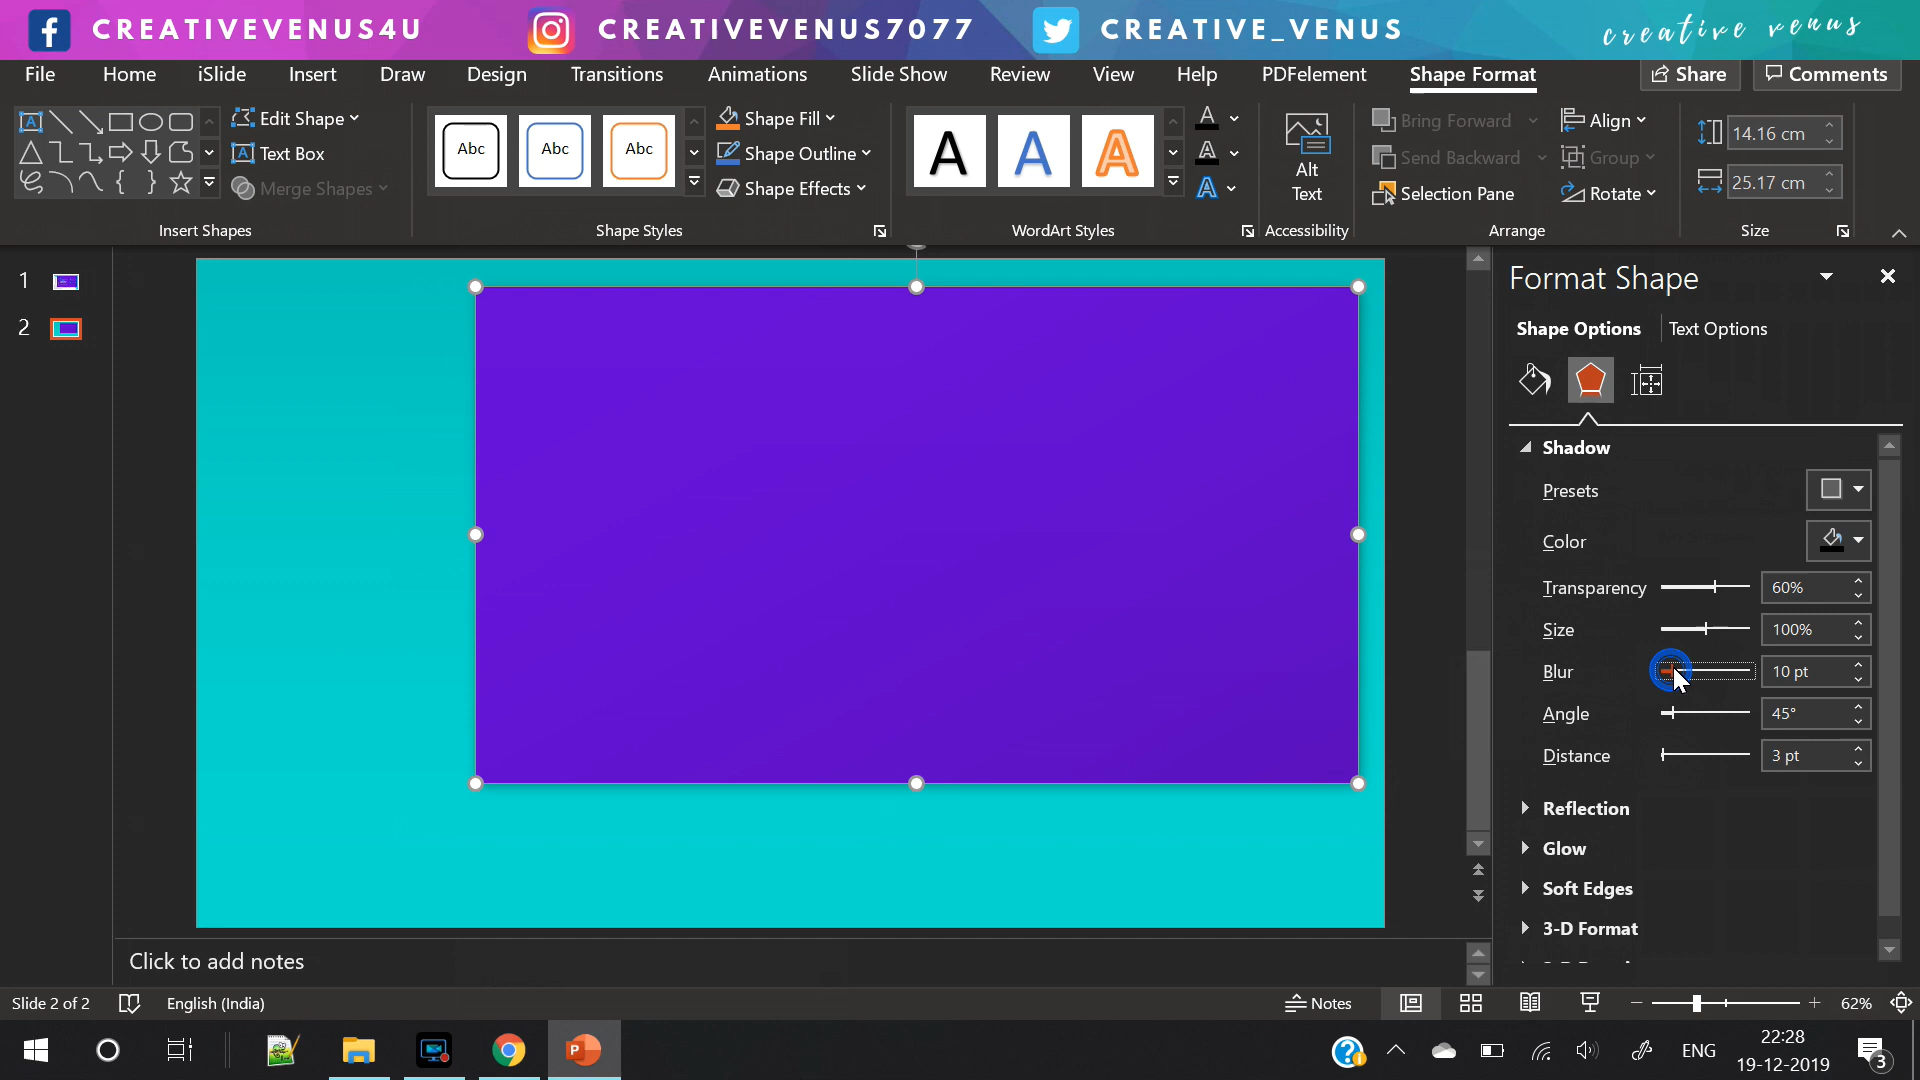 CREATIVEVENUS4U
CREATIVEVENUS7077
CREATIVE_VENUS
creative venus
File Home iSlide Insert Draw Design Transitions Animations Slide Show Review View Help PDFelement Shape Format Share Comments
Edit Shape
Text Box
Merge Shapes
Insert Shapes
Abc Abc Abc
Shape Fill
Shape Outline
Shape Effects
Shape Styles
A A A
A
A
A
WordArt Styles
Alt
Text
Accessibility
Bring Forward
Send Backward
Selection Pane
Align
Group
Rotate
Arrange
14.16 cm
25.17 cm
Size
1
2
Format Shape
Shape Options Text Options
Shadow
Presets
Color
Transparency 60%
Size 100%
Blur 10 pt
Angle 45°
Distance 3 pt
Reflection
Glow
Soft Edges
3-D Format
Click to add notes
Slide 2 of 2 English (India) Notes 62%
P
ENG
22:28
19-12-2019
3